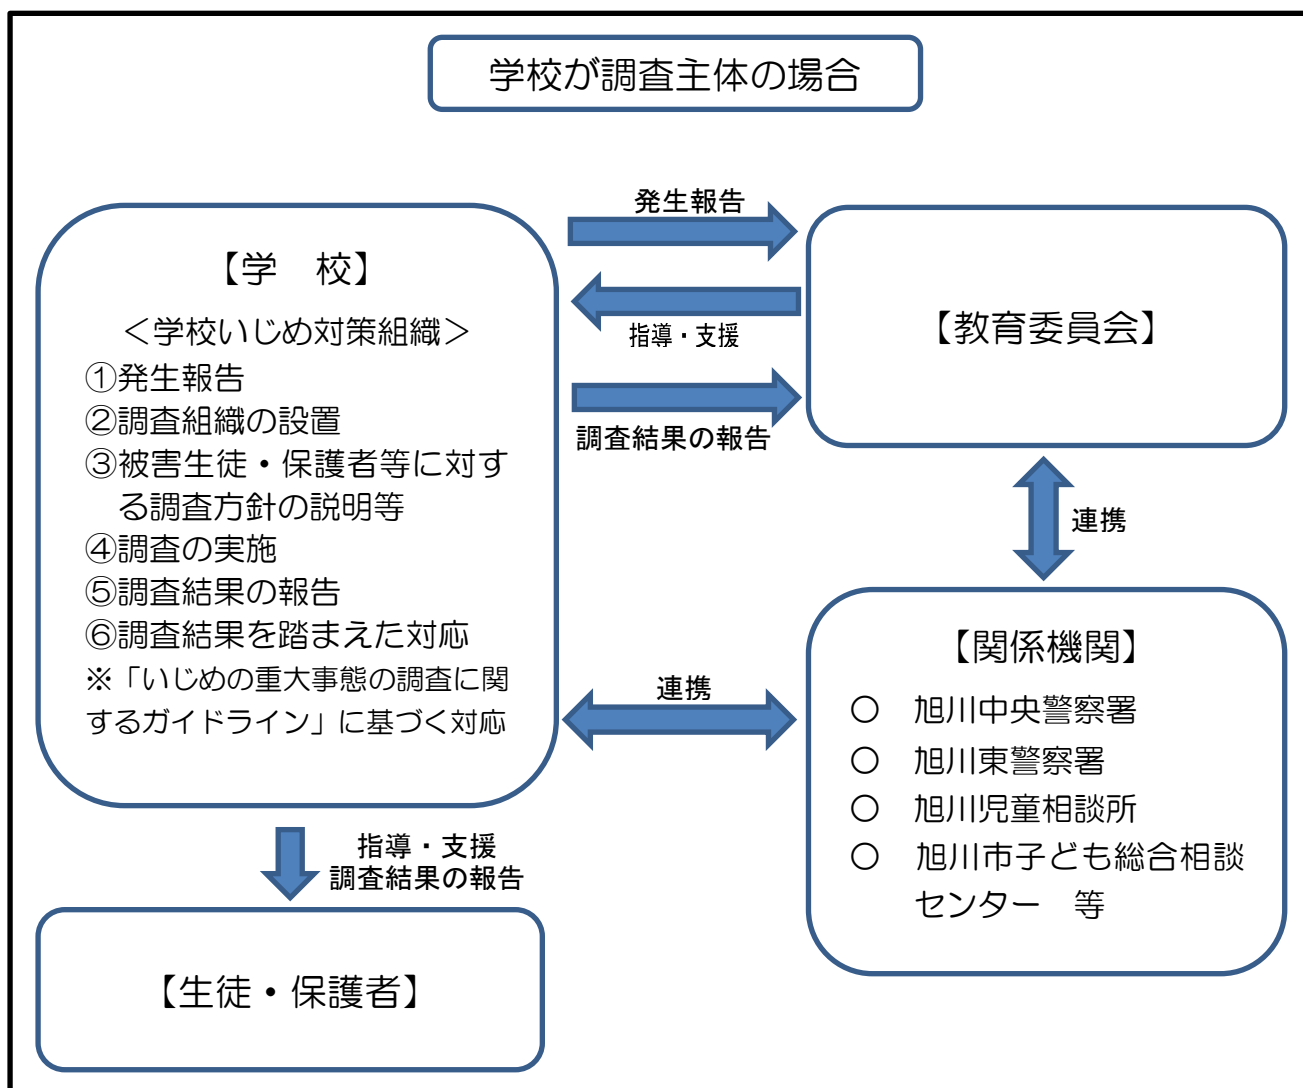 学校が調査主体の場合
【学　校】
＜学校いじめ対策組織＞
①発生報告
②調査組織の設置
③被害生徒・保護者等に対す
る調査方針の説明等
④調査の実施
⑤調査結果の報告
⑥調査結果を踏まえた対応
※「いじめの重大事態の調査に関
するガイドライン」に基づく対応
発生報告
指導・支援
調査結果の報告
【教育委員会】
連携
連携
【関係機関】
○　旭川中央警察署
○　旭川東警察署
○　旭川児童相談所
○　旭川市子ども総合相談
センター　等
指導・支援
調査結果の報告
【生徒・保護者】